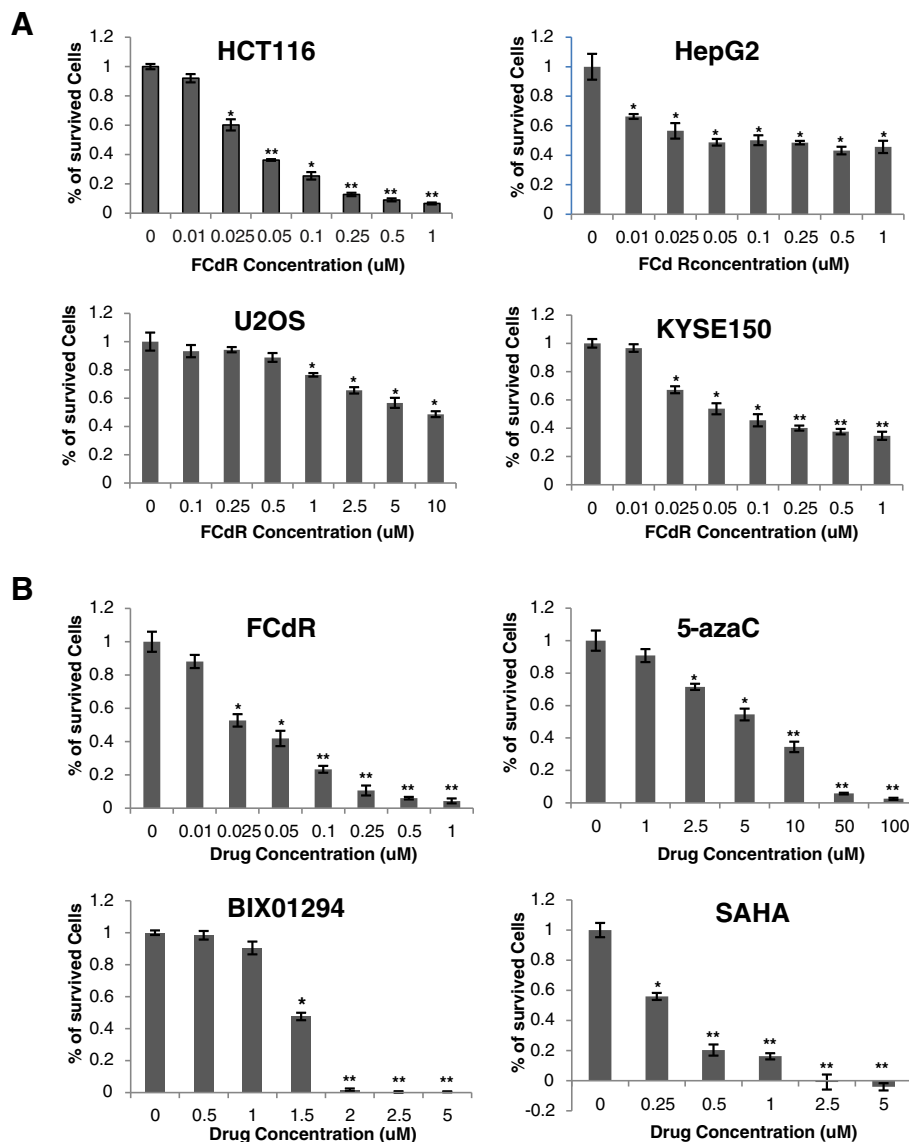 A
HCT116
% of survived Cells
1.2
1
0.8
0.6
0.4
0.2
0
* ** * ** ** **
0 0.01 0.025 0.05 0.1 0.25 0.5 1
FCdR Concentration (uM)
HepG2
% of survived Cells
1.2
1
0.8
0.6
0.4
0.2
0
* * * * * * *
0 0.01 0.025 0.05 0.1 0.25 0.5 1
FCd Rconcentration (uM)
U2OS
% of survived Cells
1.2
1
0.8
0.6
0.4
0.2
0
* * * *
0 0.1 0.25 0.5 1 2.5 5 10
FCdR Concentration (uM)
KYSE150
% of survived Cells
1.2
1
0.8
0.6
0.4
0.2
0
* * * ** ** **
0 0.01 0.025 0.05 0.1 0.25 0.5 1
FCdR Concentration (uM)
B
FCdR
% of survived Cells
1.2
1
0.8
0.6
0.4
0.2
0
* * ** ** ** **
0 0.01 0.025 0.05 0.1 0.25 0.5 1
Drug Concentration (uM)
5-azaC
% of survived Cells
1.2
1
0.8
0.6
0.4
0.2
0
* * ** ** **
0 1 2.5 5 10 50 100
Drug Concentration (uM)
BIX01294
% of survived Cells
1.2
1
0.8
0.6
0.4
0.2
0
* ** ** **
0 0.5 1 1.5 2 2.5 5
Drug Concentration (uM)
SAHA
% of survived Cells
1.2
1
0.8
0.6
0.4
0.2
0
-0.2
* ** ** ** **
0 0.25 0.5 1 2.5 5
Drug Concentration (uM)